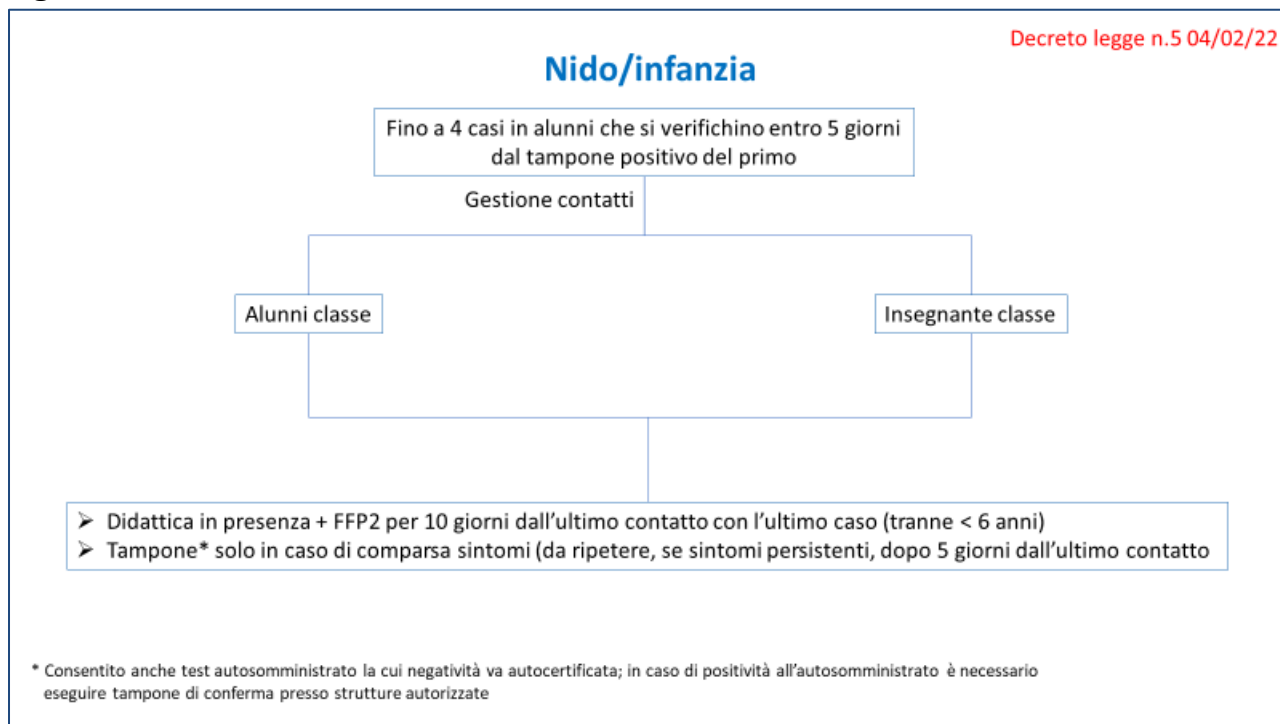 Decreto legge n.5 04/02/22
Nido/infanzia
Fino a 4 casi in alunni che si verifichino entro 5 giorni
dal tampone positivo del primo
Gestione contatti
Alunni classe
Insegnante classe
➢ Didattica in presenza + FFP2 per 10 giorni dall’ultimo contatto con l’ultimo caso (tranne < 6 anni)
➢ Tampone* solo in caso di comparsa sintomi (da ripetere, se sintomi persistenti, dopo 5 giorni dall’ultimo contatto
* Consentito anche test autosomministrato la cui negatività va autocertificata; in caso di positività all’autosomministrato è necessario
eseguire tampone di conferma presso strutture autorizzate